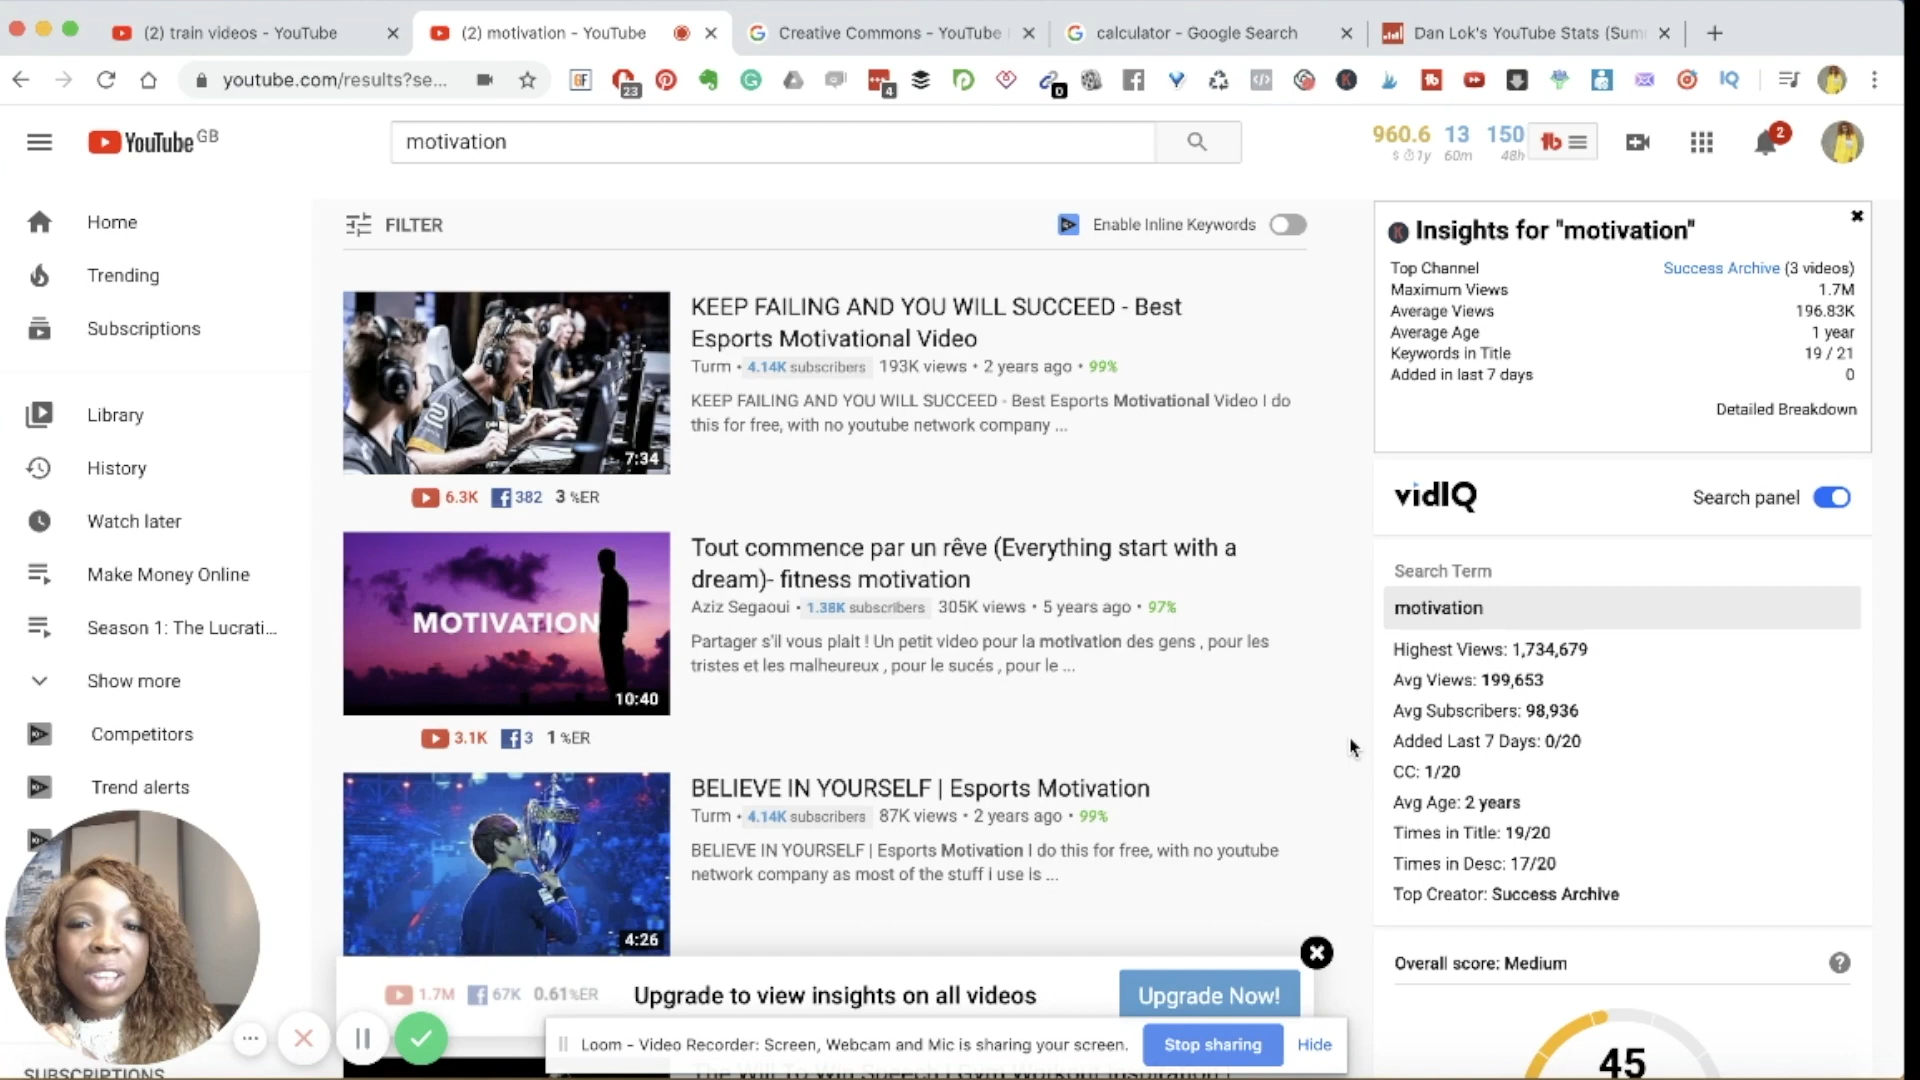 (2) train videos - YouTube
(2) motivation - YouTube
Creative Commons - YouTube
calculator - Google Search
Dan Lok's YouTube Stats (Sum
youtube.com/results?se...
GF
23
4
0
IQ
YouTube GB
motivation
960.6 13 150
$ 1y 60m 48h
2
Home
Trending
Subscriptions
Library
History
Watch later
Make Money Online
Season 1: The Lucrati...
Show more
Competitors
Trend alerts
SUBSCRIPTIONS
FILTER
Enable Inline Keywords
KEEP FAILING AND YOU WILL SUCCEED - Best
Esports Motivational Video
Turm • 4.14K subscribers 193K views • 2 years ago • 99%
KEEP FAILING AND YOU WILL SUCCEED - Best Esports Motivational Video I do
this for free, with no youtube network company ...
7:34
6.3K 382 3 %ER
Tout commence par un rêve (Everything start with a
dream)- fitness motivation
Aziz Segaoui • 1.38K subscribers 305K views • 5 years ago • 97%
Partager s'il vous plait ! Un petit video pour la motivation des gens , pour les
tristes et les malheureux , pour le sucés , pour le ...
MOTIVATION
10:40
3.1K 3 1 %ER
BELIEVE IN YOURSELF | Esports Motivation
Turm • 4.14K subscribers 87K views • 2 years ago • 99%
BELIEVE IN YOURSELF | Esports Motivation I do this for free, with no youtube
network company as most of the stuff i use is ...
4:26
1.7M 67K 0.61%ER
Upgrade to view insights on all videos
Upgrade Now!
Loom – Video Recorder: Screen, Webcam and Mic is sharing your screen.
Stop sharing
Hide
The Will To Win Speech | Gym Workout Inspiration |
Insights for "motivation"
Top Channel Success Archive (3 videos)
Maximum Views 1.7M
Average Views 196.83K
Average Age 1 year
Keywords in Title 19 / 21
Added in last 7 days 0
Detailed Breakdown
vidIQ
Search panel
Search Term
motivation
Highest Views: 1,734,679
Avg Views: 199,653
Avg Subscribers: 98,936
Added Last 7 Days: 0/20
CC: 1/20
Avg Age: 2 years
Times in Title: 19/20
Times in Desc: 17/20
Top Creator: Success Archive
Overall score: Medium
45